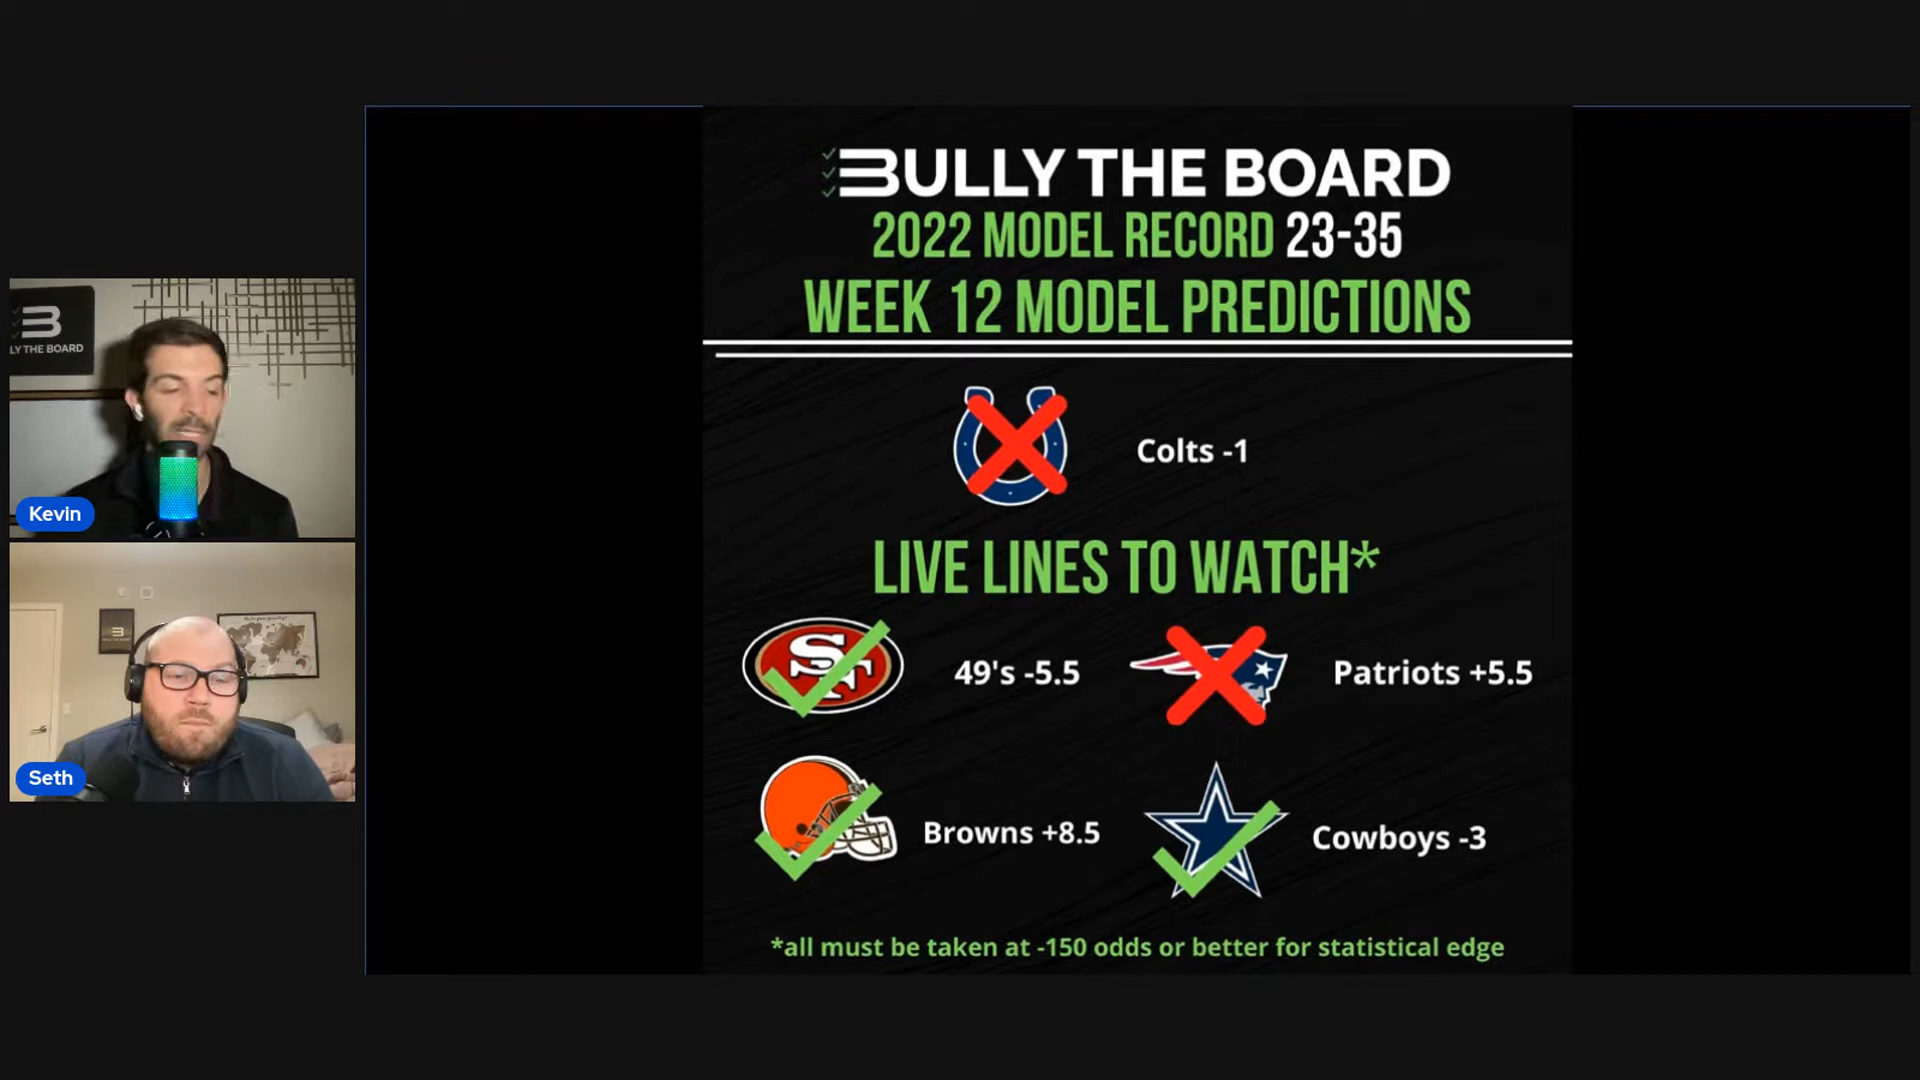 BULLY THE BOARD
2022 MODEL RECORD 23-35
WEEK 12 MODEL PREDICTIONS
Colts -1
LIVE LINES TO WATCH*
49's -5.5
Patriots +5.5
Browns +8.5
Cowboys -3
*all must be taken at -150 odds or better for statistical edge
LY THE BOARD
Kevin
Seth